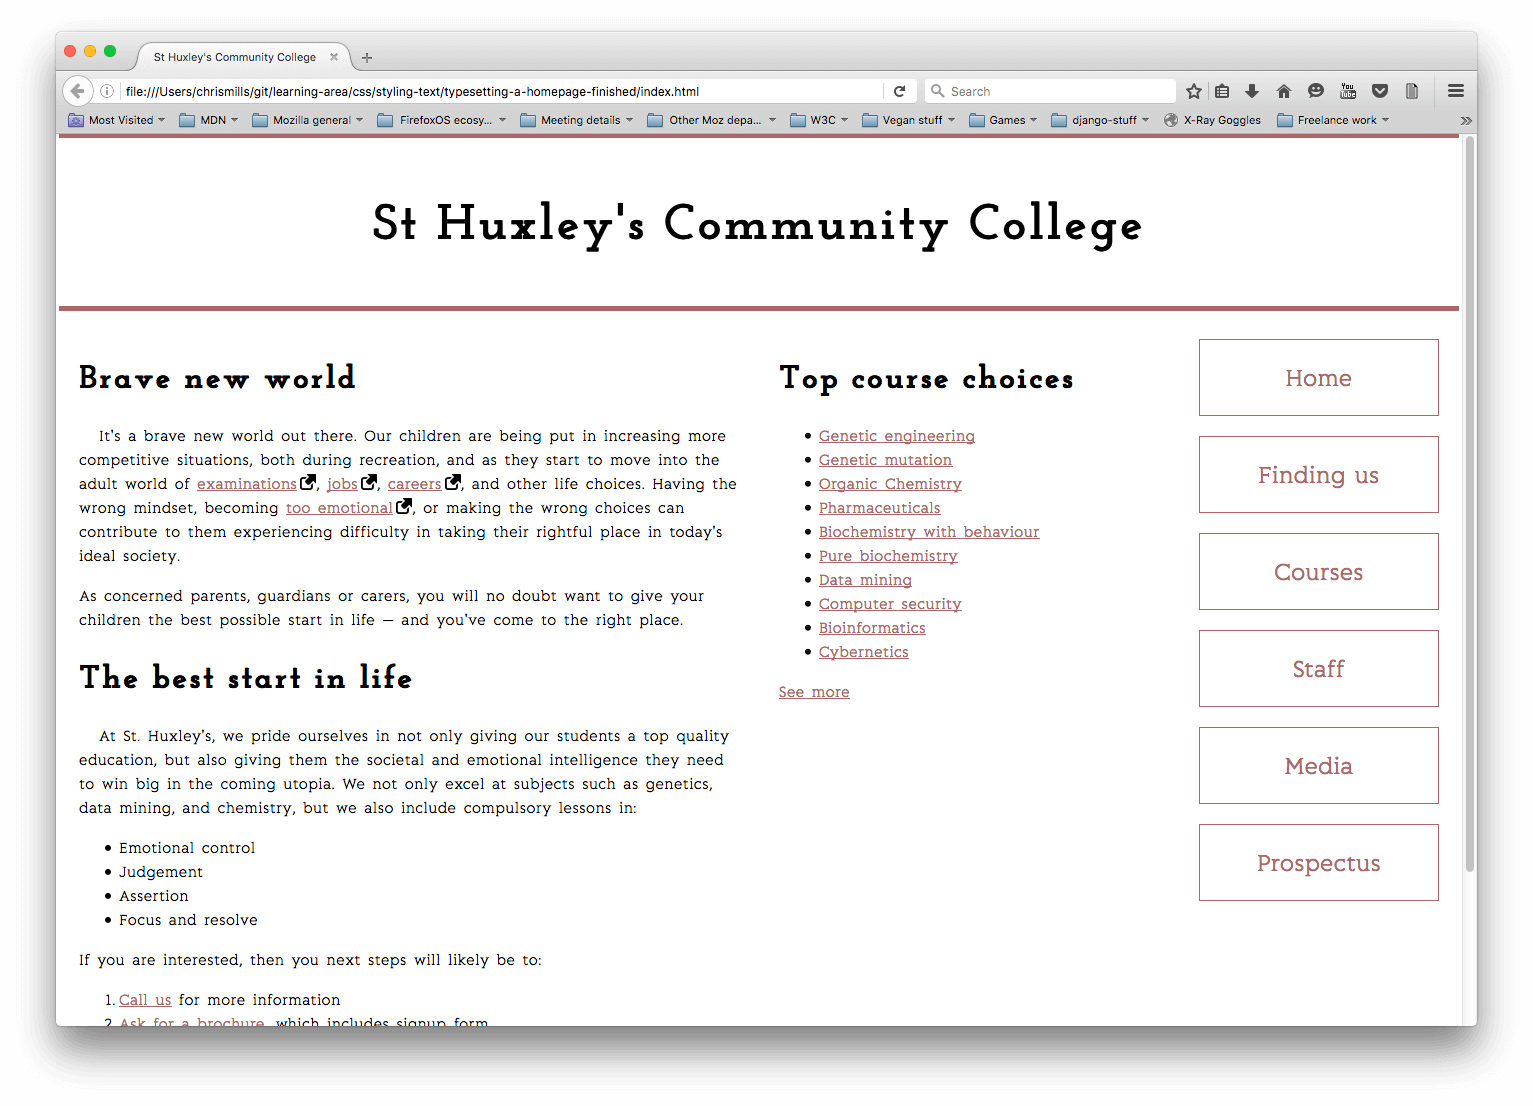 St Huxley's Community College
file:///Users/chrismills/git/learning-area/css/styling-text/typesetting-a-homepage-finished/index.html
Search
You Tube
Most Visited MDN Mozilla general FirefoxOS ecosy... Meeting details Other Moz depa... W3C Vegan stuff Games django-stuff X-Ray Goggles Freelance work
St Huxley's Community College
Brave new world
It's a brave new world out there. Our children are being put in increasing more
competitive situations, both during recreation, and as they start to move into the
adult world of examinations, jobs, careers, and other life choices. Having the
wrong mindset, becoming too emotional, or making the wrong choices can
contribute to them experiencing difficulty in taking their rightful place in today's
ideal society.
As concerned parents, guardians or carers, you will no doubt want to give your
children the best possible start in life — and you've come to the right place.
The best start in life
At St. Huxley's, we pride ourselves in not only giving our students a top quality
education, but also giving them the societal and emotional intelligence they need
to win big in the coming utopia. We not only excel at subjects such as genetics,
data mining, and chemistry, but we also include compulsory lessons in:
• Emotional control
• Judgement
• Assertion
• Focus and resolve
If you are interested, then you next steps will likely be to:
1. Call us for more information
2. Ask for a brochure, which includes signup form
Top course choices
• Genetic engineering
• Genetic mutation
• Organic Chemistry
• Pharmaceuticals
• Biochemistry with behaviour
• Pure biochemistry
• Data mining
• Computer security
• Bioinformatics
• Cybernetics
See more
Home
Finding us
Courses
Staff
Media
Prospectus